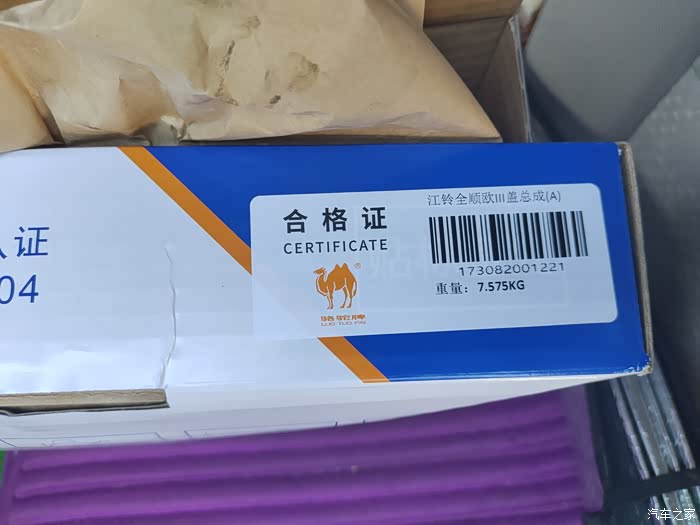 认证
04
合格证
CERTIFICATE
骆驼牌
LUO TUO PAI
®
江铃全顺欧III盖总成(A)
173082001221
重量：7.575KG
汽车之家